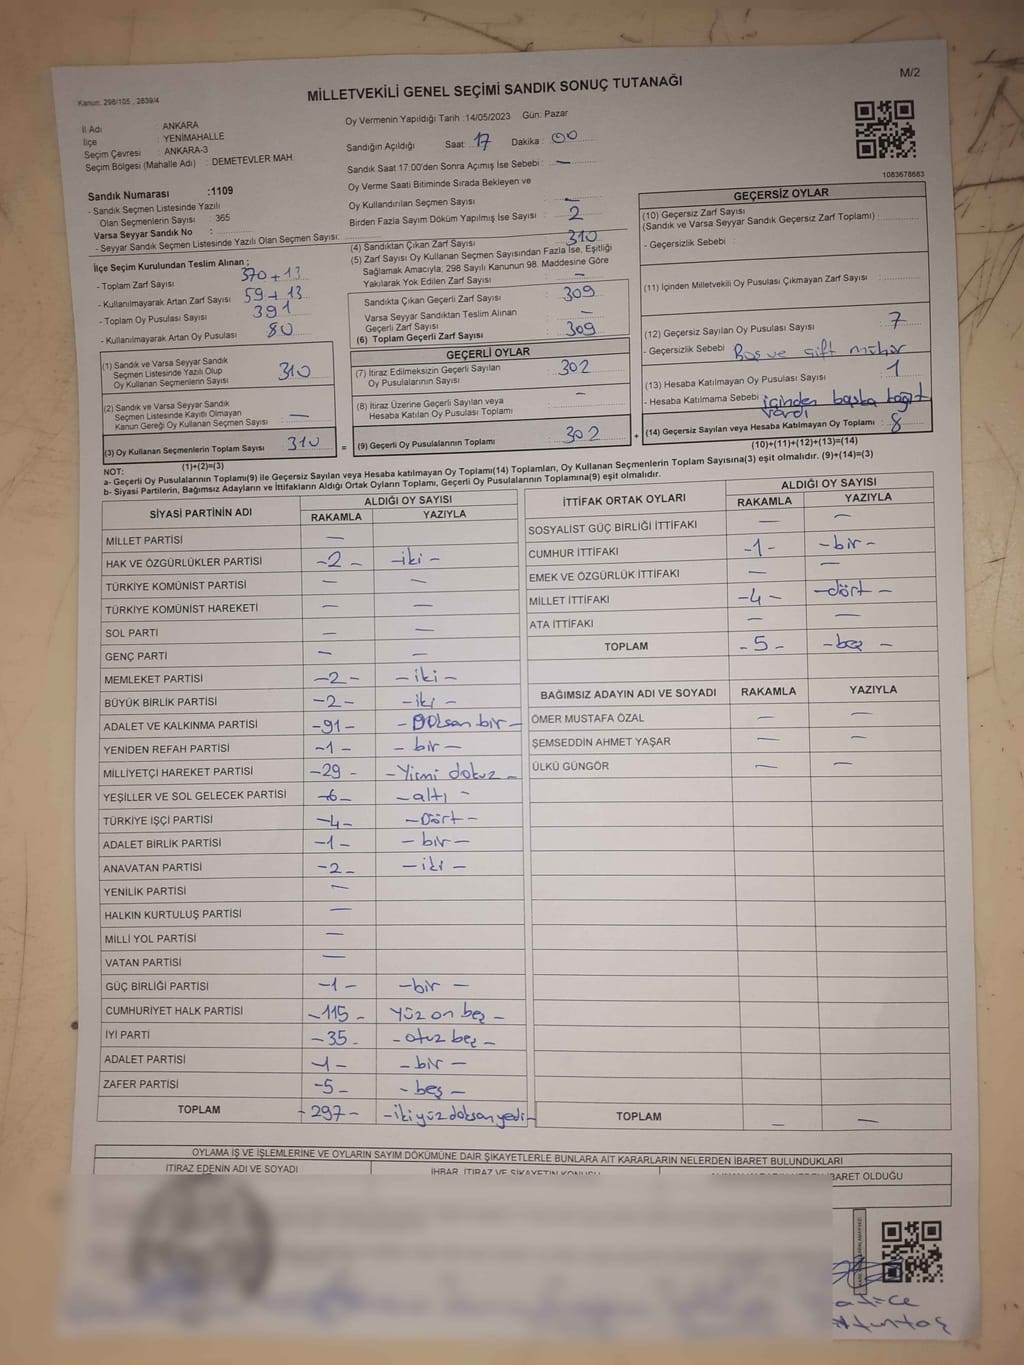 M/2
Kanun: 298/105 , 2839/4
MİLLETVEKİLİ GENEL SEÇİMİ SANDIK SONUÇ TUTANAĞI
İl Adı : ANKARA
İlçe : YENİMAHALLE
Seçim Çevresi : ANKARA-3
Seçim Bölgesi (Mahalle Adı) : DEMETEVLER MAH.
Sandık Numarası :1109
- Sandık Seçmen Listesinde Yazılı
Olan Seçmenlerin Sayısı : 365
Varsa Seyyar Sandık No :
- Seyyar Sandık Seçmen Listesinde Yazılı Olan Seçmen Sayısı:
İlçe Seçim Kurulundan Teslim Alınan ;
- Toplam Zarf Sayısı 370+13
- Kullanılmayarak Artan Zarf Sayısı 59+13
- Toplam Oy Pusulası Sayısı 391
- Kullanılmayarak Artan Oy Pusulası 80
(1) Sandık ve Varsa Seyyar Sandık
Seçmen Listesinde Yazılı Olup
Oy Kullanan Seçmenlerin Sayısı 310
(2) Sandık ve Varsa Seyyar Sandık
Seçmen Listesinde Kayıtlı Olmayan
Kanun Gereği Oy Kullanan Seçmen Sayısı : —
(3) Oy Kullanan Seçmenlerin Toplam Sayısı 310
(1)+(2)=(3)
Oy Vermenin Yapıldığı Tarih :14/05/2023 Gün: Pazar
Sandığın Açıldığı Saat : 17 Dakika : 00
Sandık Saat 17:00'den Sonra Açımış İse Sebebi : —
Oy Verme Saati Bitiminde Sırada Bekleyen ve
Oy Kullandırılan Seçmen Sayısı —
Birden Fazla Sayım Döküm Yapılmış İse Sayısı 2
(4) Sandıktan Çıkan Zarf Sayısı 310
(5) Zarf Sayısı Oy Kullanan Seçmen Sayısından Fazla İse, Eşitliği
Sağlamak Amacıyla; 298 Sayılı Kanunun 98. Maddesine Göre
Yakılarak Yok Edilen Zarf Sayısı —
Sandıkta Çıkan Geçerli Zarf Sayısı 309
Varsa Seyyar Sandıktan Teslim Alınan
Geçerli Zarf Sayısı —
(6) Toplam Geçerli Zarf Sayısı 309
GEÇERLİ OYLAR
(7) İtiraz Edilmeksizin Geçerli Sayılan
Oy Pusulalarının Sayısı 302
(8) İtiraz Üzerine Geçerli Sayılan veya
Hesaba Katılan Oy Pusulası Toplamı —
= (9) Geçerli Oy Pusulalarının Toplamı 302 +
1083678663
GEÇERSİZ OYLAR
(10) Geçersiz Zarf Sayısı
(Sandık ve Varsa Seyyar Sandık Geçersiz Zarf Toplamı) :
- Geçersizlik Sebebi :
(11) İçinden Milletvekili Oy Pusulası Çıkmayan Zarf Sayısı :
(12) Geçersiz Sayılan Oy Pusulası Sayısı : 7
- Geçersizlik Sebebi Boş ve çift mühür
(13) Hesaba Katılmayan Oy Pusulası Sayısı : 1
- Hesaba Katılmama Sebebi içinden başka kağıt
vardı
(14) Geçersiz Sayılan veya Hesaba Katılmayan Oy Toplamı : 8
(10)+(11)+(12)+(13)=(14)
NOT:
a- Geçerli Oy Pusulalarının Toplamı(9) ile Geçersiz Sayılan veya Hesaba katılmayan Oy Toplamı(14) Toplamları, Oy Kullanan Seçmenlerin Toplam Sayısına(3) eşit olmalıdır. (9)+(14)=(3)
b- Siyasi Partilerin, Bağımsız Adayların ve İttifakların Aldığı Ortak Oyların Toplamı, Geçerli Oy Pusulalarının Toplamına(9) eşit olmalıdır.
SİYASİ PARTİNİN ADI ALDIĞI OY SAYISI
RAKAMLA YAZIYLA
MİLLET PARTİSİ —
HAK VE ÖZGÜRLÜKLER PARTİSİ -2- -iki-
TÜRKİYE KOMÜNİST PARTİSİ — —
TÜRKİYE KOMÜNİST HAREKETİ — —
SOL PARTİ — —
GENÇ PARTİ — —
MEMLEKET PARTİSİ -2- -iki-
BÜYÜK BİRLİK PARTİSİ -2- -iki-
ADALET VE KALKINMA PARTİSİ -91- -Doksan bir-
YENİDEN REFAH PARTİSİ -1- -bir-
MİLLİYETÇİ HAREKET PARTİSİ -29- -Yirmi dokuz-
YEŞİLLER VE SOL GELECEK PARTİSİ -6- -altı-
TÜRKİYE İŞÇİ PARTİSİ -4- -Dört-
ADALET BİRLİK PARTİSİ -1- -bir-
ANAVATAN PARTİSİ -2- -iki-
YENİLİK PARTİSİ —
HALKIN KURTULUŞ PARTİSİ —
MİLLİ YOL PARTİSİ —
VATAN PARTİSİ —
GÜÇ BİRLİĞİ PARTİSİ -1- -bir-
CUMHURİYET HALK PARTİSİ -115- Yüz on beş-
İYİ PARTİ -35- -otuz beş-
ADALET PARTİSİ -1- -bir-
ZAFER PARTİSİ -5- -beş-
TOPLAM -297- -ikiyüzdoksanyedi-
İTTİFAK ORTAK OYLARI ALDIĞI OY SAYISI
RAKAMLA YAZIYLA
SOSYALİST GÜÇ BİRLİĞİ İTTİFAKI — —
CUMHUR İTTİFAKI -1- -bir-
EMEK VE ÖZGÜRLÜK İTTİFAKI — —
MİLLET İTTİFAKI -4- -dört-
ATA İTTİFAKI — —
TOPLAM -5- -beş-
BAĞIMSIZ ADAYIN ADI VE SOYADI RAKAMLA YAZIYLA
ÖMER MUSTAFA ÖZAL — —
ŞEMSEDDİN AHMET YAŞAR — —
ÜLKÜ GÜNGÖR — —
TOPLAM — —
OYLAMA İŞ VE İŞLEMLERİNE VE OYLARIN SAYIM DÖKÜMÜNE DAİR ŞİKAYETLERLE BUNLARA AİT KARARLARIN NELERDEN İBARET BULUNDUKLARI
İTİRAZ EDENİN ADI VE SOYADI İHBAR, İTİRAZ VE ŞİKAYETİN KONUSU İBARET OLDUĞU